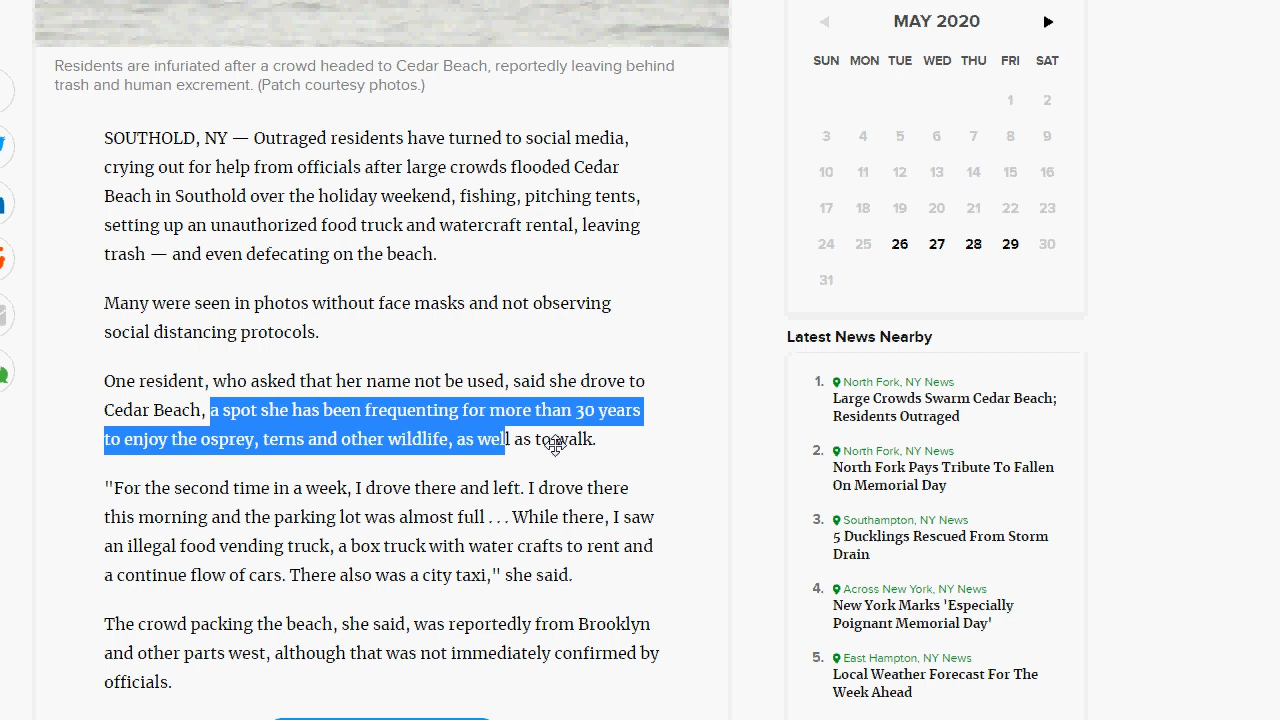 Residents are infuriated after a crowd headed to Cedar Beach, reportedly leaving behind
trash and human excrement. (Patch courtesy photos.)
SOUTHOLD, NY — Outraged residents have turned to social media,
crying out for help from officials after large crowds flooded Cedar
Beach in Southold over the holiday weekend, fishing, pitching tents,
setting up an unauthorized food truck and watercraft rental, leaving
trash — and even defecating on the beach.
Many were seen in photos without face masks and not observing
social distancing protocols.
One resident, who asked that her name not be used, said she drove to
Cedar Beach, a spot she has been frequenting for more than 30 years
to enjoy the osprey, terns and other wildlife, as well as to walk.
"For the second time in a week, I drove there and left. I drove there
this morning and the parking lot was almost full . . . While there, I saw
an illegal food vending truck, a box truck with water crafts to rent and
a continue flow of cars. There also was a city taxi," she said.
The crowd packing the beach, she said, was reportedly from Brooklyn
and other parts west, although that was not immediately confirmed by
officials.
MAY 2020
SUN MON TUE WED THU FRI SAT
1 2
3 4 5 6 7 8 9
10 11 12 13 14 15 16
17 18 19 20 21 22 23
24 25 26 27 28 29 30
31
Latest News Nearby
1. North Fork, NY News
Large Crowds Swarm Cedar Beach;
Residents Outraged
2. North Fork, NY News
North Fork Pays Tribute To Fallen
On Memorial Day
3. Southampton, NY News
5 Ducklings Rescued From Storm
Drain
4. Across New York, NY News
New York Marks 'Especially
Poignant Memorial Day'
5. East Hampton, NY News
Local Weather Forecast For The
Week Ahead